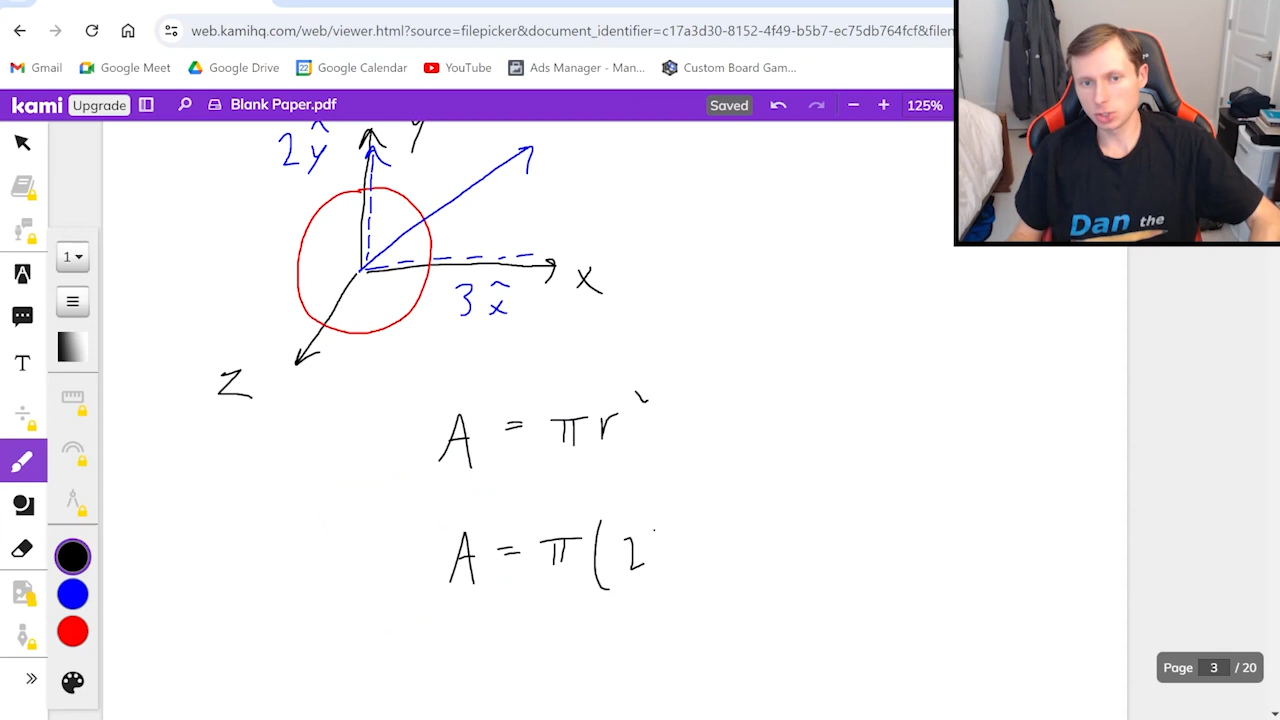 web.kamihq.com/web/viewer.html?source=filepicker&document_identifier=c17a3d30-8152-4f49-b5b7-ec75db764fcf&filen
Gmail Google Meet Google Drive Google Calendar YouTube Ads Manager - Man... Custom Board Gam...
kami Upgrade Blank Paper.pdf Saved 125%
2ŷ y
x
3x̂
z
A = πr²
A = π(2
1
T
Page 3 / 20
Dan the